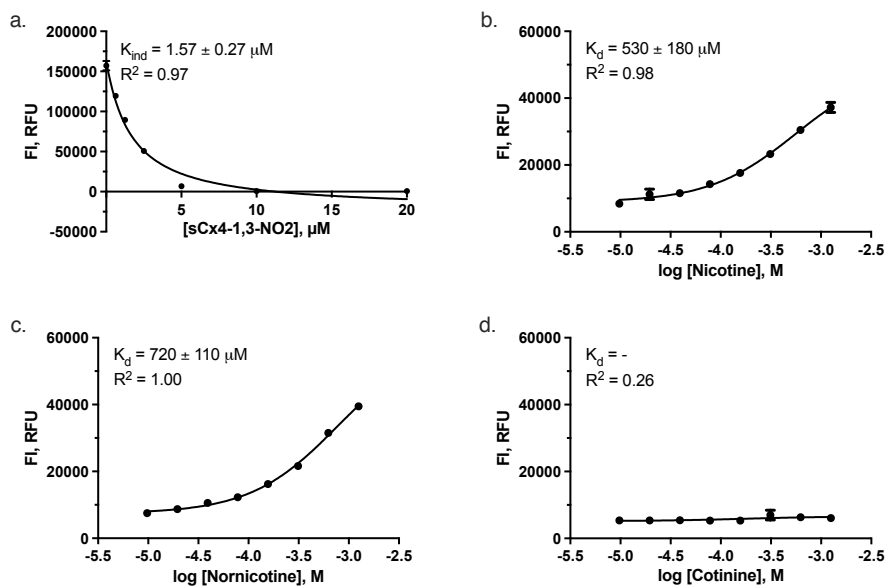 a.
K_ind = 1.57 ± 0.27 μM
R² = 0.97
FI, RFU
200000
150000
100000
50000
0
-50000
5
10
15
20
[sCx4-1,3-NO2], μM
b.
K_d = 530 ± 180 μM
R² = 0.98
FI, RFU
60000
40000
20000
0
-5.5 -5.0 -4.5 -4.0 -3.5 -3.0 -2.5
log [Nicotine], M
c.
K_d = 720 ± 110 μM
R² = 1.00
FI, RFU
60000
40000
20000
0
-5.5 -5.0 -4.5 -4.0 -3.5 -3.0 -2.5
log [Nornicotine], M
d.
K_d = -
R² = 0.26
FI, RFU
60000
40000
20000
0
-5.5 -5.0 -4.5 -4.0 -3.5 -3.0 -2.5
log [Cotinine], M